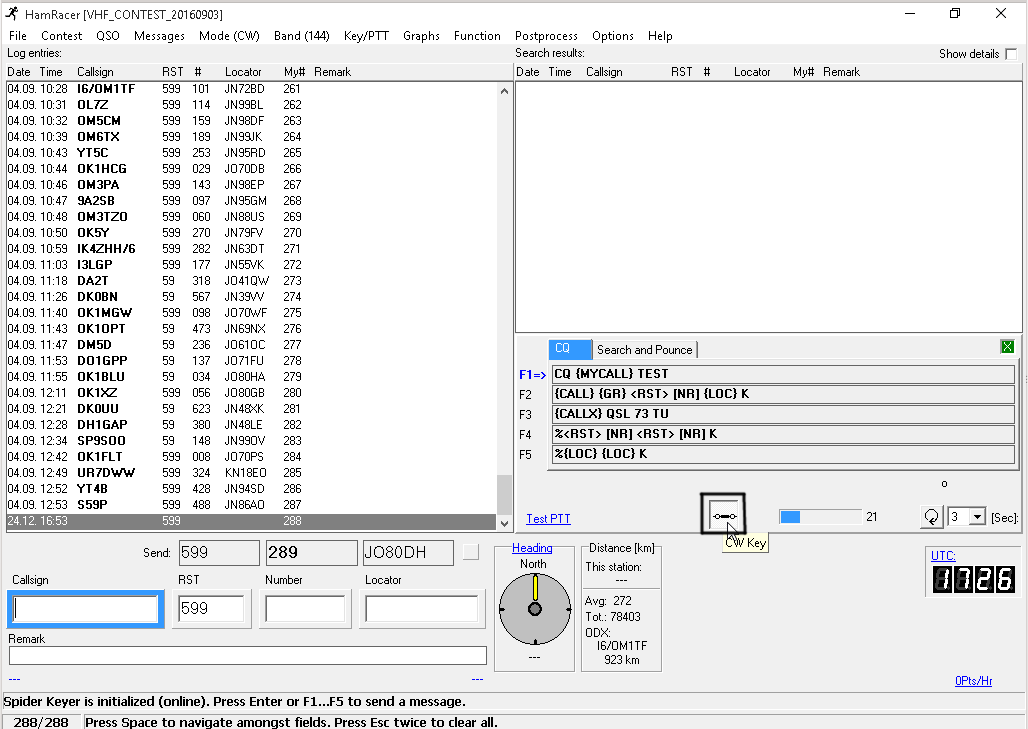 HamRacer [VHF_CONTEST_20160903]
File Contest QSO Messages Mode (CW) Band (144) Key/PTT Graphs Function Postprocess Options Help
Log entries:
Date Time Callsign RST # Locator My# Remark
04.09. 10:28 I6/OM1TF 599 101 JN72BD 261
04.09. 10:31 OL7Z 599 114 JN99BL 262
04.09. 10:32 OM5CM 599 159 JN98DF 263
04.09. 10:39 OM6TX 599 189 JN99JK 264
04.09. 10:43 YT5C 599 253 JN95RD 265
04.09. 10:44 OK1HCG 599 029 JO70DB 266
04.09. 10:46 OM3PA 599 143 JN98EP 267
04.09. 10:47 9A2SB 599 097 JN95GM 268
04.09. 10:48 OM3TZO 599 060 JN88US 269
04.09. 10:50 OK5Y 599 270 JN79FV 270
04.09. 10:59 IK4ZHH/6 599 282 JN63DT 271
04.09. 11:03 I3LGP 599 177 JN55VK 272
04.09. 11:18 DA2T 59 318 JO41QW 273
04.09. 11:26 DK0BN 59 567 JN39VV 274
04.09. 11:40 OK1MGW 599 098 JO70WF 275
04.09. 11:43 OK1OPT 59 473 JN69NX 276
04.09. 11:47 DM5D 59 236 JO61OC 277
04.09. 11:53 DO1GPP 59 137 JO71FU 278
04.09. 11:55 OK1BLU 59 034 JO80HA 279
04.09. 12:11 OK1XZ 599 056 JO80GB 280
04.09. 12:21 DK0UU 59 623 JN48XK 281
04.09. 12:28 DH1GAP 59 380 JN48LE 282
04.09. 12:34 SP9SOO 59 148 JN99OV 283
04.09. 12:42 OK1FLT 599 008 JO70PS 284
04.09. 12:49 UR7DWW 599 324 KN18EO 285
04.09. 12:52 YT4B 599 428 JN94SD 286
04.09. 12:53 S59P 599 488 JN86AO 287
24.12. 16:53 599 288
Search results:
Show details
Date Time Callsign RST # Locator My# Remark
CQ Search and Pounce
F1=> CQ {MYCALL} TEST
F2 {CALL} {GR} <RST> [NR] {LOC} K
F3 {CALLX} QSL 73 TU
F4 %<RST> [NR] <RST> [NR] K
F5 %{LOC} {LOC} K
Test PTT
CW Key
21
3 [Sec]:
Send: 599 289 JO80DH
Callsign RST Number Locator
599
Remark
---
---
Heading
North
---
Distance [km]
This station:
---
Avg: 272
Tot.: 78403
ODX:
I6/OM1TF
923 km
UTC:
1726
0Pts/Hr
Spider Keyer is initialized (online). Press Enter or F1...F5 to send a message.
288/288 Press Space to navigate amongst fields. Press Esc twice to clear all.